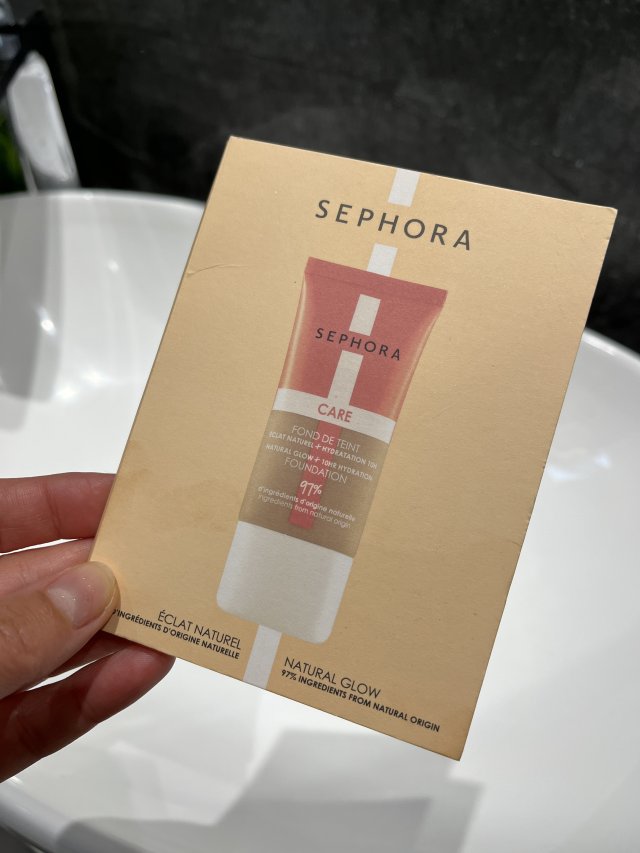 SEPHORA
SEPHORA
CARE
FOND DE TEINT
ÉCLAT NATUREL + HYDRATATION 10H
NATURAL GLOW + 10HR HYDRATION
FOUNDATION
97%
d'ingrédients d'origine naturelle
ingredients from natural origin
ÉCLAT NATUREL
D'INGRÉDIENTS D'ORIGINE NATURELLE
NATURAL GLOW
97% INGREDIENTS FROM NATURAL ORIGIN